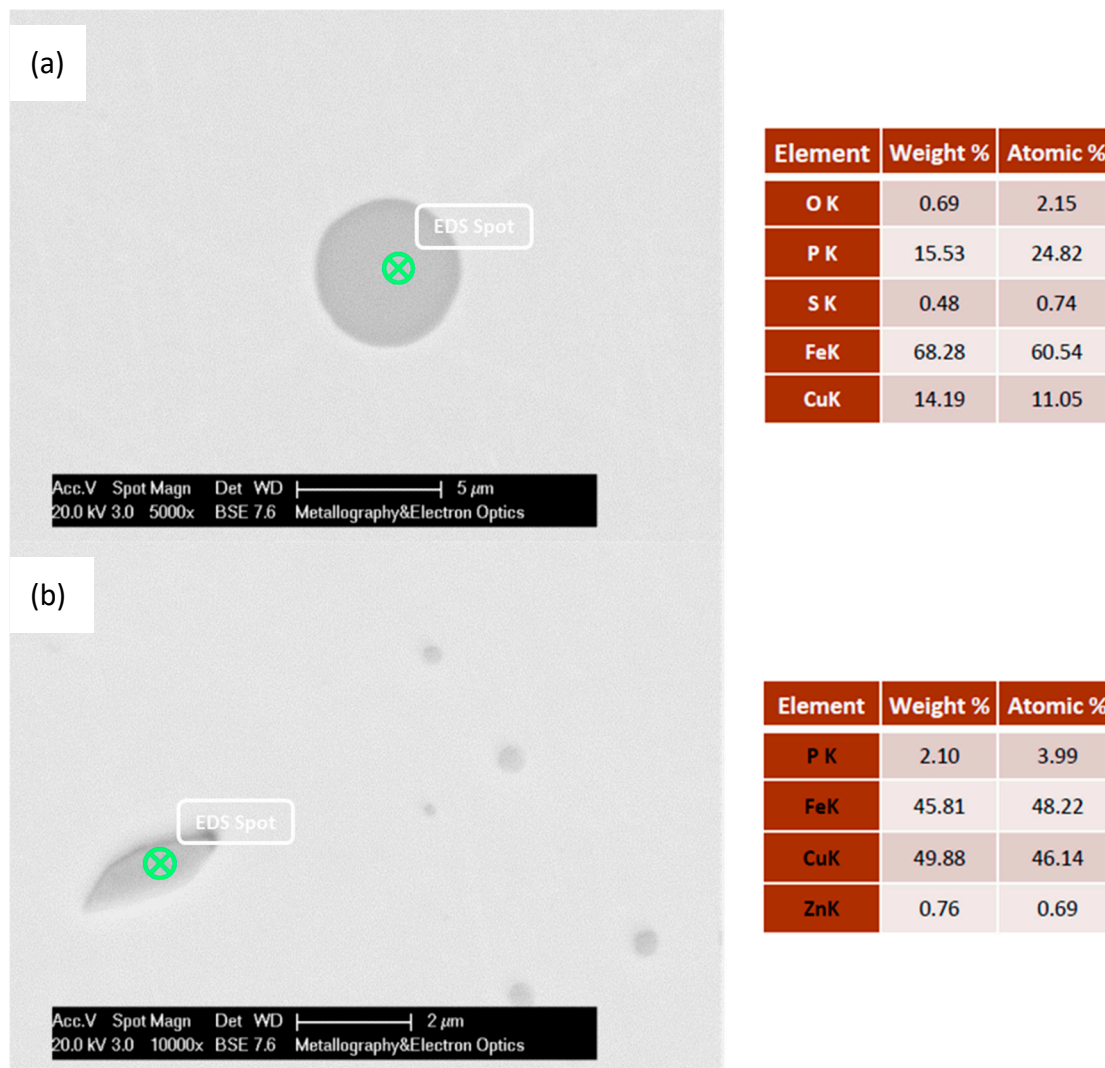 (a)
EDS Spot
Acc.V Spot Magn Det WD 5 µm
20.0 kV 3.0 5000x BSE 7.6 Metallography&Electron Optics
Element Weight % Atomic %
O K 0.69 2.15
P K 15.53 24.82
S K 0.48 0.74
FeK 68.28 60.54
CuK 14.19 11.05
(b)
EDS Spot
Acc.V Spot Magn Det WD 2 µm
20.0 kV 3.0 10000x BSE 7.6 Metallography&Electron Optics
Element Weight % Atomic %
P K 2.10 3.99
FeK 45.81 48.22
CuK 49.88 46.14
ZnK 0.76 0.69